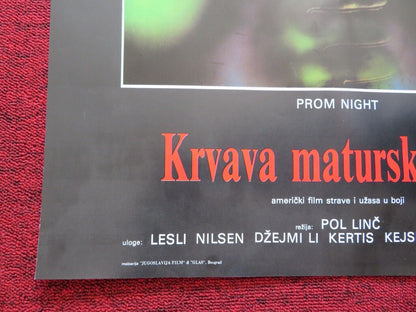 PROM NIGHT
Krvava matursk
američki film strave i užasa u boji
režija: POL LINČ
uloge: LESLI NILSEN DŽEJMI LI KERTIS KEJS
"JUGOSLAVIJA FILM" di "GLAS", Beograd